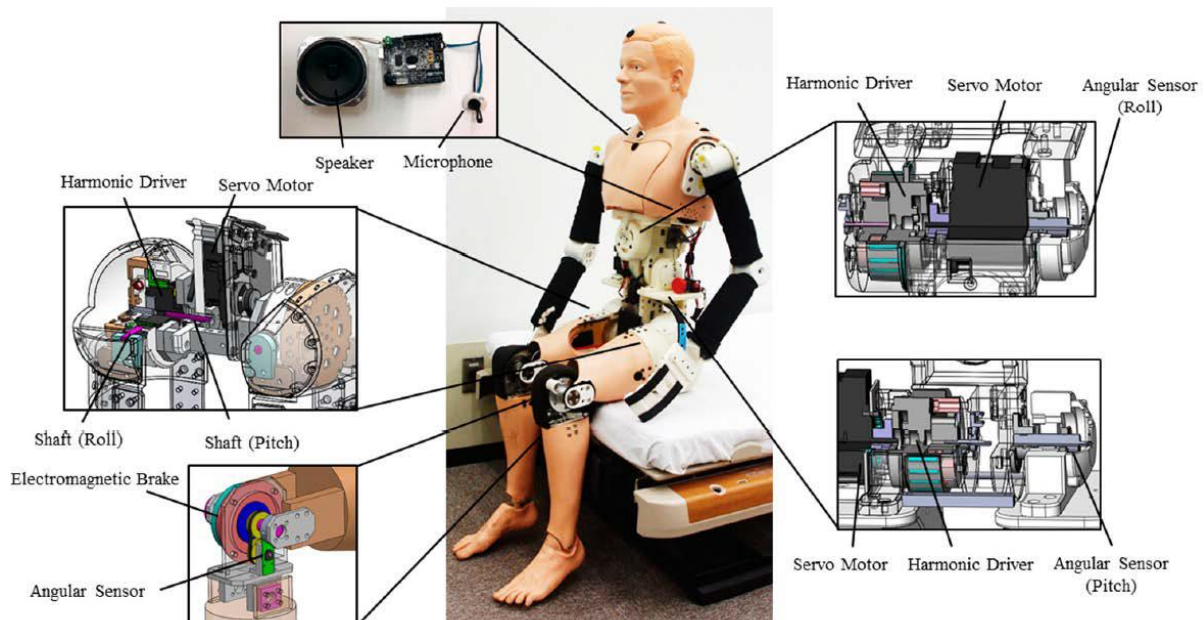 Speaker
Microphone
Harmonic Driver
Servo Motor
Shaft (Roll)
Shaft (Pitch)
Electromagnetic Brake
Angular Sensor
Harmonic Driver
Servo Motor
Angular Sensor
(Roll)
Servo Motor
Harmonic Driver
Angular Sensor
(Pitch)